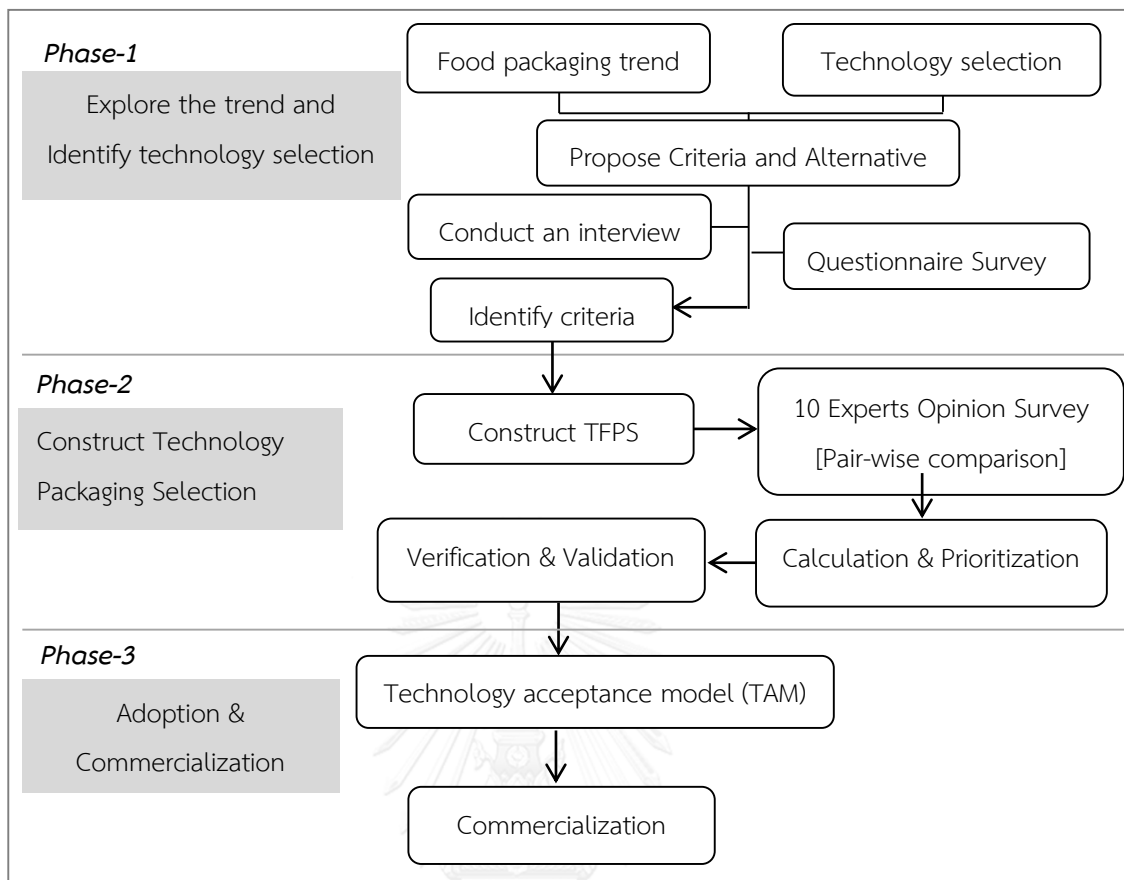 Phase-1
Explore the trend and
Identify technology selection
Food packaging trend
Technology selection
Propose Criteria and Alternative
Conduct an interview
Questionnaire Survey
Identify criteria
Phase-2
Construct Technology
Packaging Selection
Construct TFPS
10 Experts Opinion Survey
[Pair-wise comparison]
Verification & Validation
Calculation & Prioritization
Phase-3
Adoption &
Commercialization
Technology acceptance model (TAM)
Commercialization